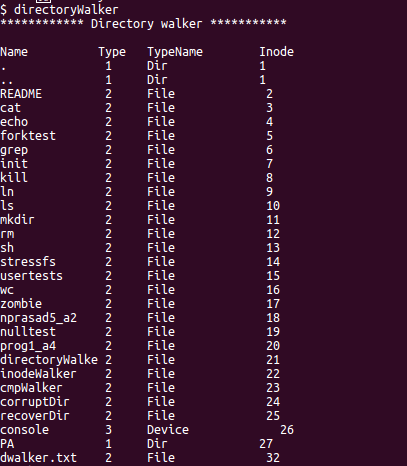 $ directoryWalker
************ Directory walker ***********
Name Type TypeName Inode
. 1 Dir 1
.. 1 Dir 1
README 2 File 2
cat 2 File 3
echo 2 File 4
forktest 2 File 5
grep 2 File 6
init 2 File 7
kill 2 File 8
ln 2 File 9
ls 2 File 10
mkdir 2 File 11
rm 2 File 12
sh 2 File 13
stressfs 2 File 14
usertests 2 File 15
wc 2 File 16
zombie 2 File 17
nprasad5_a2 2 File 18
nulltest 2 File 19
prog1_a4 2 File 20
directoryWalke 2 File 21
inodeWalker 2 File 22
cmpWalker 2 File 23
corruptDir 2 File 24
recoverDir 2 File 25
console 3 Device 26
PA 1 Dir 27
dwalker.txt 2 File 32